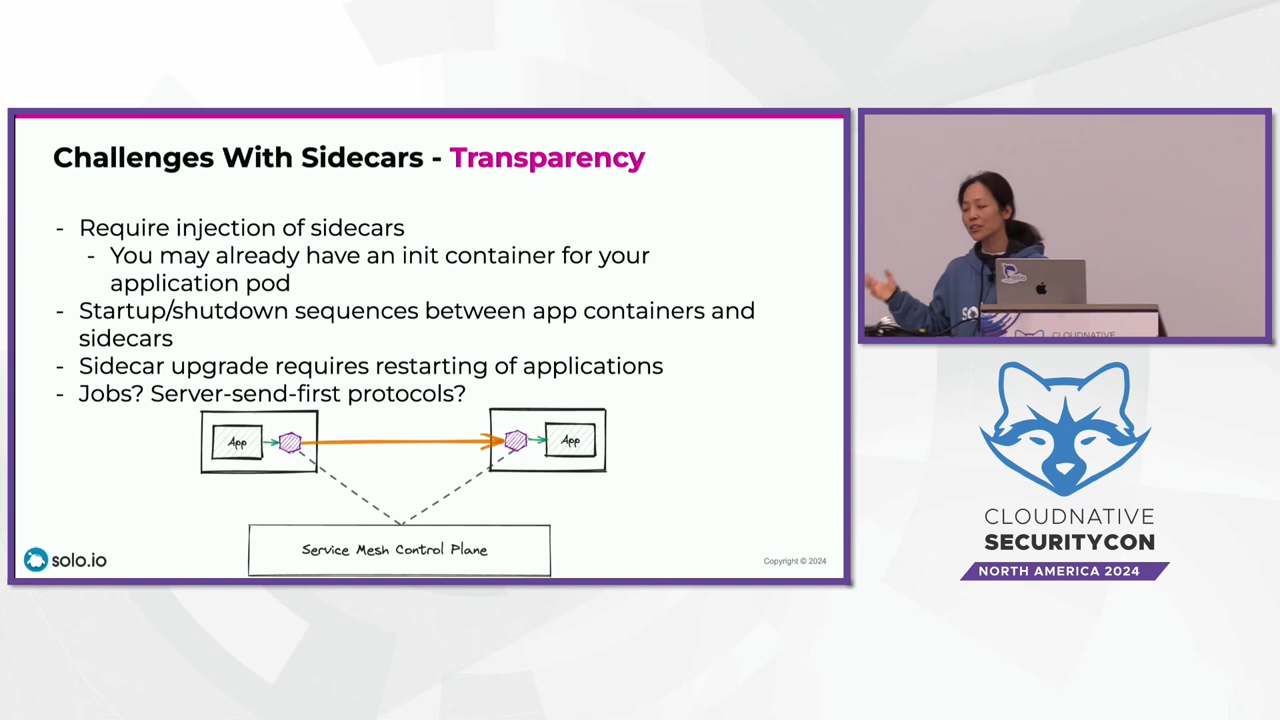 Challenges With Sidecars - Transparency
- Require injection of sidecars
- You may already have an init container for your
application pod
- Startup/shutdown sequences between app containers and
sidecars
- Sidecar upgrade requires restarting of applications
- Jobs? Server-send-first protocols?
App
App
Service Mesh Control Plane
solo.io
Copyright © 2024
CLOUDNATIVE
CLOUDNATIVE
SECURITYCON
NORTH AMERICA 2024